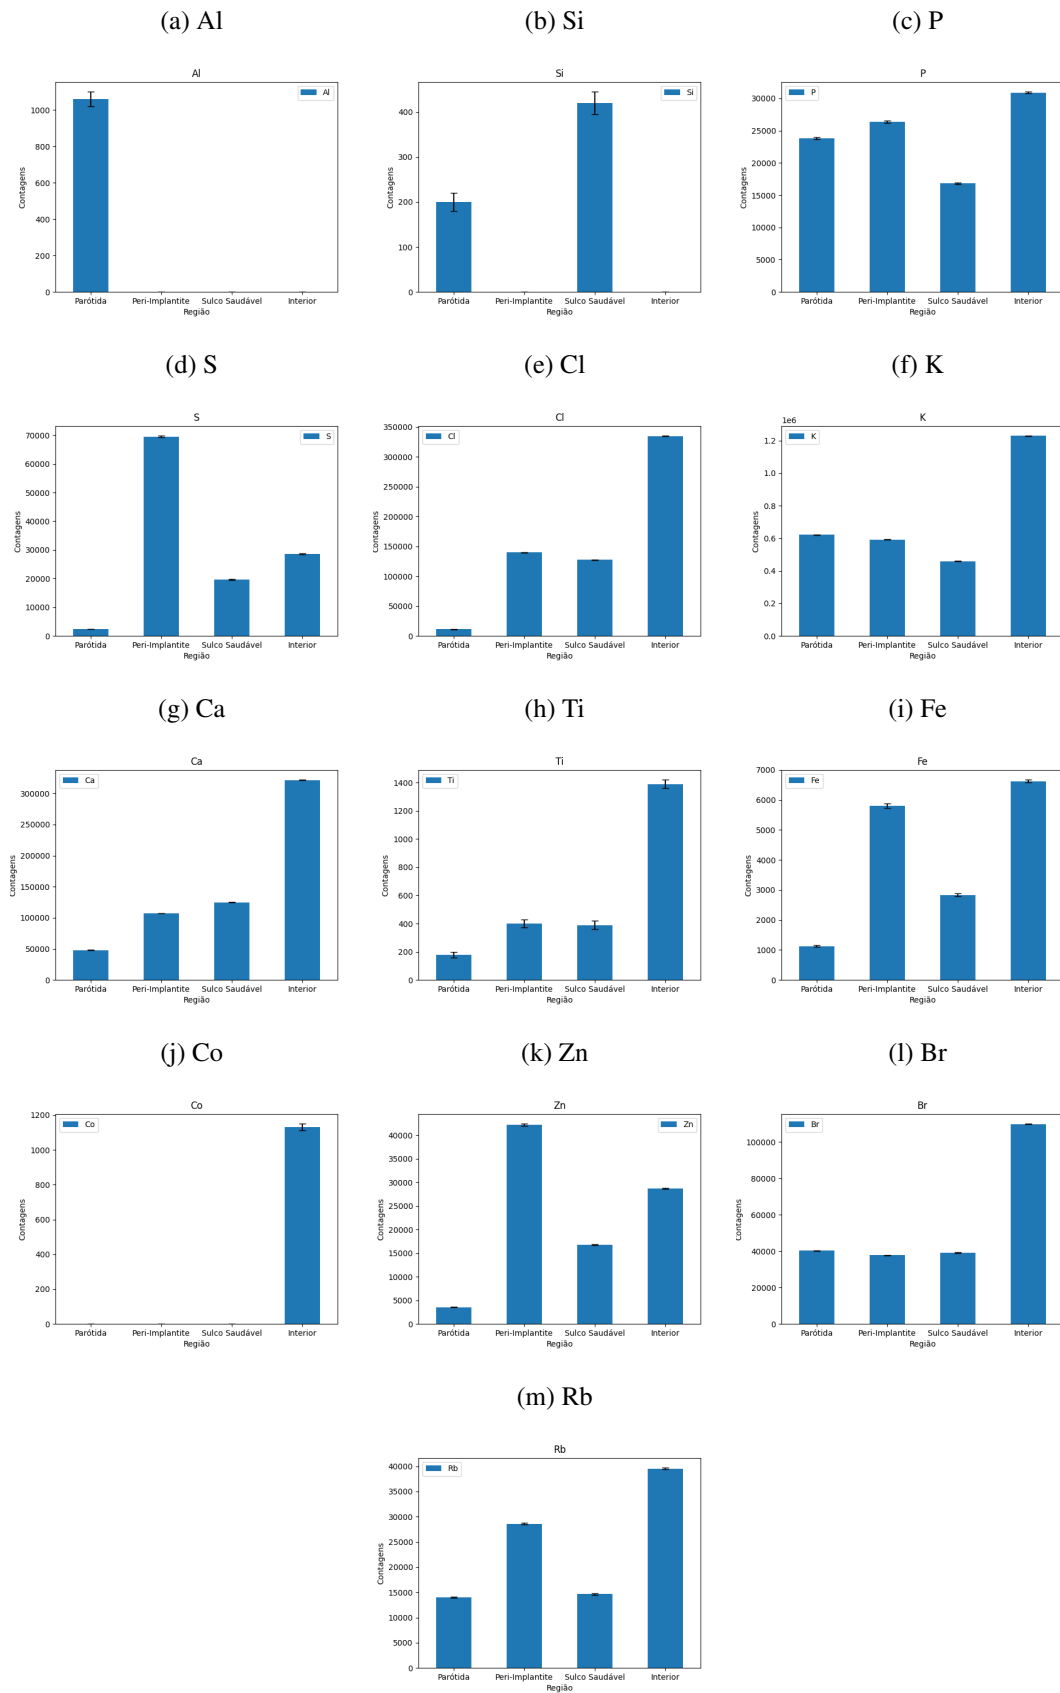 (a) Al
(b) Si
(c) P
Al
Al
1000
800
600
400
200
0
Contagens
Parótida Peri-Implantite Sulco Saudável Interior
Região
Si
Si
400
300
200
100
0
Contagens
Parótida Peri-Implantite Sulco Saudável Interior
Região
P
P
30000
25000
20000
15000
10000
5000
0
Contagens
Parótida Peri-Implantite Sulco Saudável Interior
Região
(d) S
(e) Cl
(f) K
S
S
70000
60000
50000
40000
30000
20000
10000
0
Contagens
Parótida Peri-Implantite Sulco Saudável Interior
Região
Cl
Cl
350000
300000
250000
200000
150000
100000
50000
0
Contagens
Parótida Peri-Implantite Sulco Saudável Interior
Região
K
1e6
K
1.2
1.0
0.8
0.6
0.4
0.2
0.0
Contagens
Parótida Peri-Implantite Sulco Saudável Interior
Região
(g) Ca
(h) Ti
(i) Fe
Ca
Ca
300000
250000
200000
150000
100000
50000
0
Contagens
Parótida Peri-Implantite Sulco Saudável Interior
Região
Ti
Ti
1400
1200
1000
800
600
400
200
0
Contagens
Parótida Peri-Implantite Sulco Saudável Interior
Região
Fe
Fe
7000
6000
5000
4000
3000
2000
1000
0
Contagens
Parótida Peri-Implantite Sulco Saudável Interior
Região
(j) Co
(k) Zn
(l) Br
Co
Co
1200
1000
800
600
400
200
0
Contagens
Parótida Peri-Implantite Sulco Saudável Interior
Região
Zn
Zn
40000
35000
30000
25000
20000
15000
10000
5000
0
Contagens
Parótida Peri-Implantite Sulco Saudável Interior
Região
Br
Br
100000
80000
60000
40000
20000
0
Contagens
Parótida Peri-Implantite Sulco Saudável Interior
Região
(m) Rb
Rb
Rb
40000
35000
30000
25000
20000
15000
10000
5000
0
Contagens
Parótida Peri-Implantite Sulco Saudável Interior
Região